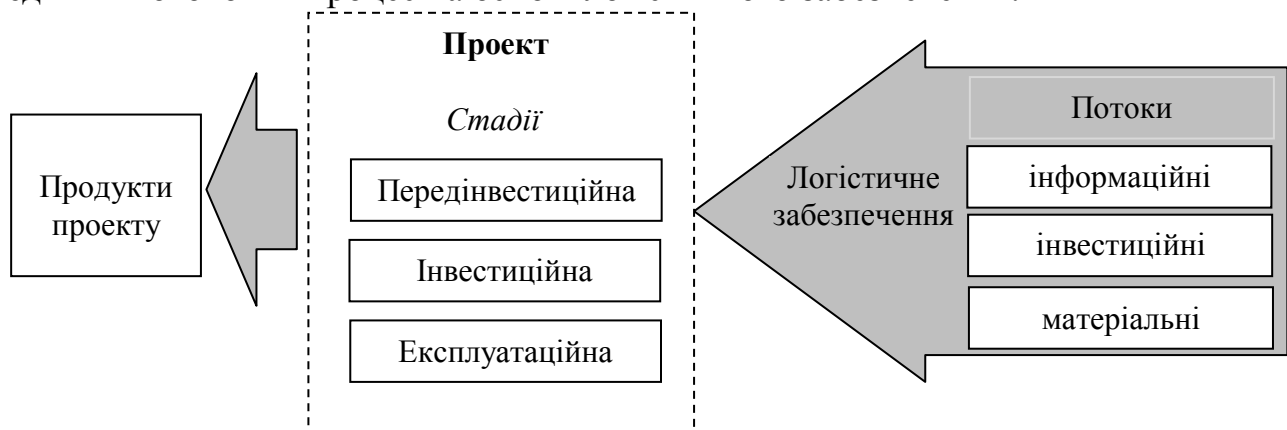 Проект
Стадії
Продукти
проекту
Передінвестиційна
Інвестиційна
Експлуатаційна
Логістичне
забезпечення
Потоки
інформаційні
інвестиційні
матеріальні